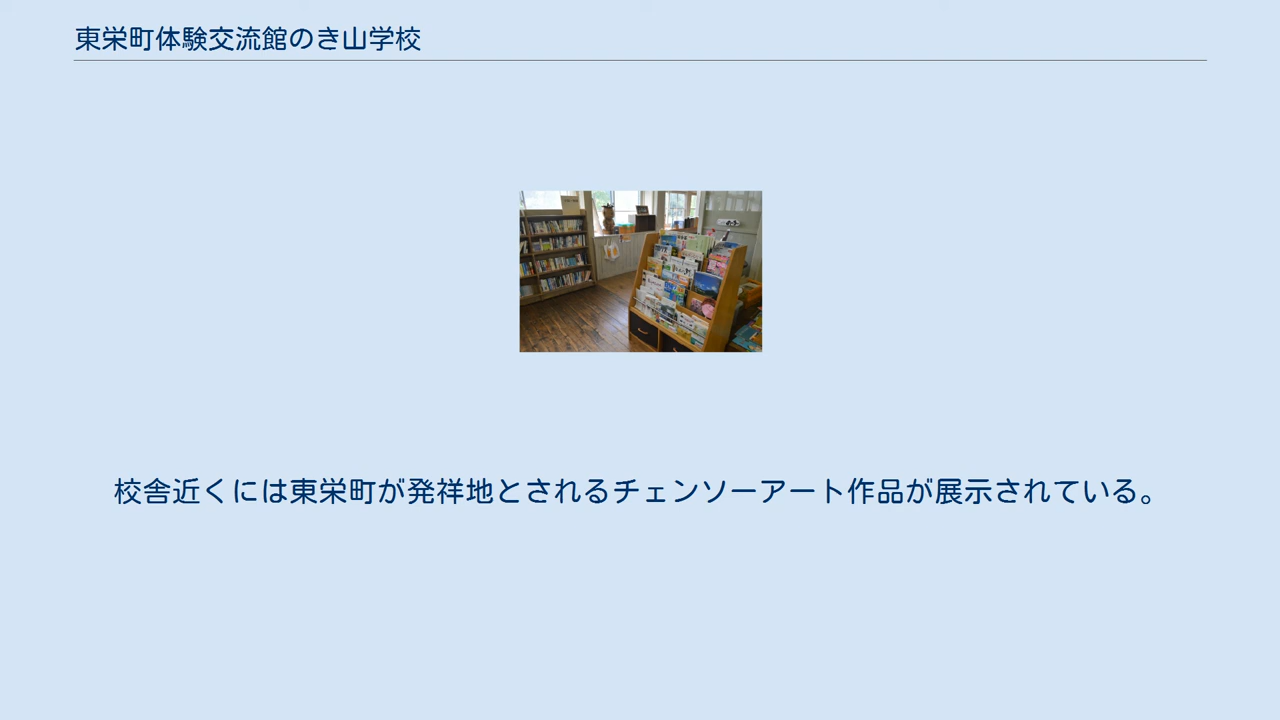 東栄町体験交流館のき山学校
校舎近くには東栄町が発祥地とされるチェンソーアート作品が展示されている。